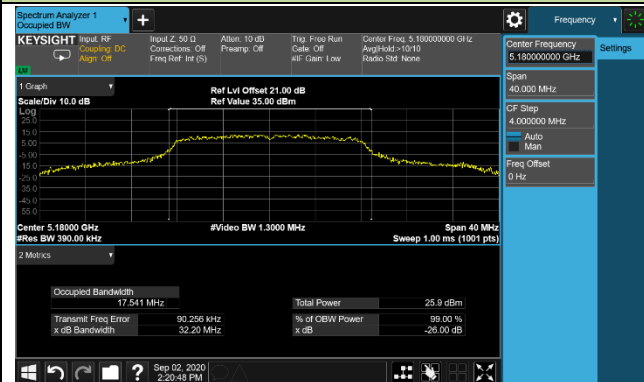 Spectrum Analyzer 1
Occupied BW
Frequency
KEYSIGHT
Input: RF
Coupling: DC
Align: Off
Input Z: 50 Ω
Corrections: Off
Freq Ref: Int (S)
Atten: 10 dB
Preamp: Off
Trig: Free Run
Gate: Off
#IF Gain: Low
Center Freq: 5.180000000 GHz
Avg|Hold:>10/10
Radio Std: None
LXI
Center Frequency
5.180000000 GHz
Settings
Span
40.000 MHz
CF Step
4.000000 MHz
Auto
Man
Freq Offset
0 Hz
1 Graph
Scale/Div 10.0 dB
Ref Lvl Offset 21.00 dB
Ref Value 35.00 dBm
Log
25.0
15.0
5.00
-5.00
-15.0
-25.0
-35.0
-45.0
-55.0
Center 5.18000 GHz
#Res BW 390.00 kHz
#Video BW 1.3000 MHz
Span 40 MHz
Sweep 1.00 ms (1001 pts)
2 Metrics
Occupied Bandwidth
17.541 MHz
Total Power 25.9 dBm
Transmit Freq Error 90.256 kHz
% of OBW Power 99.00 %
x dB Bandwidth 32.20 MHz
x dB -26.00 dB
Sep 02, 2020
2:20:48 PM